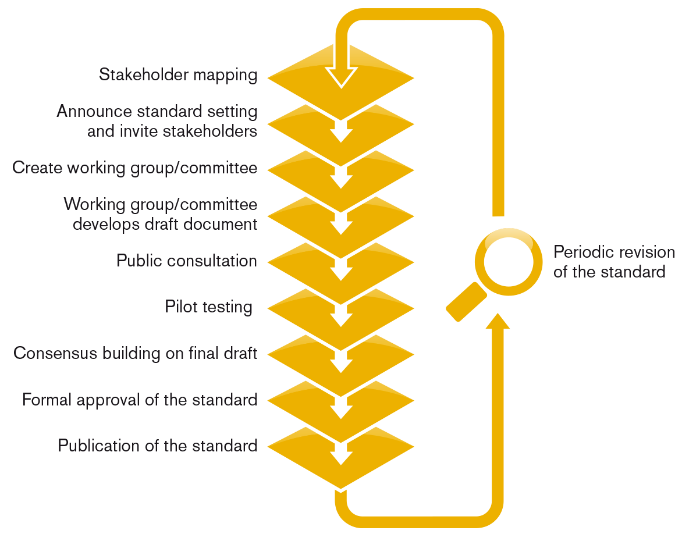 Stakeholder mapping
Announce standard setting
and invite stakeholders
Create working group/committee
Working group/committee
develops draft document
Public consultation
Pilot testing
Consensus building on final draft
Formal approval of the standard
Publication of the standard
Periodic revision
of the standard